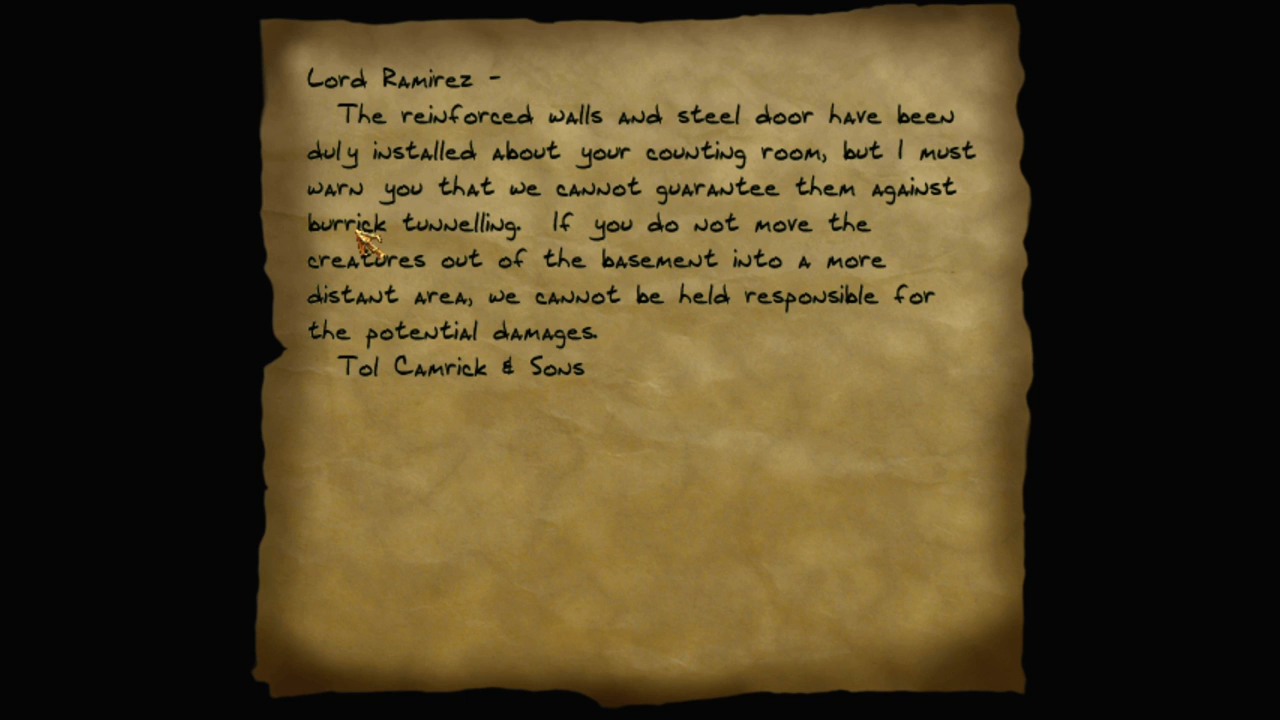 Lord Ramirez -
The reinforced walls and steel door have been
duly installed about your counting room, but I must
warn you that we cannot guarantee them against
burrick tunnelling. If you do not move the
creatures out of the basement into a more
distant area, we cannot be held responsible for
the potential damages.
Tol Camrick & Sons